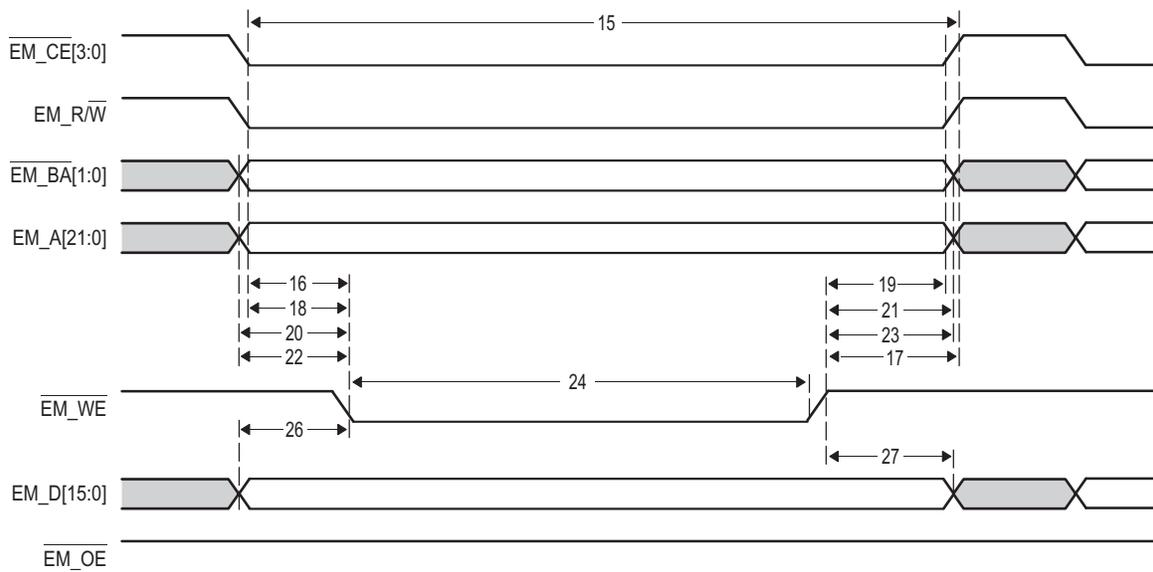 15
EM_CE[3:0]
EM_R/W
EM_BA[1:0]
EM_A[21:0]
16 19
18 21
20 23
22 17
24
EM_WE
26
27
EM_D[15:0]
EM_OE